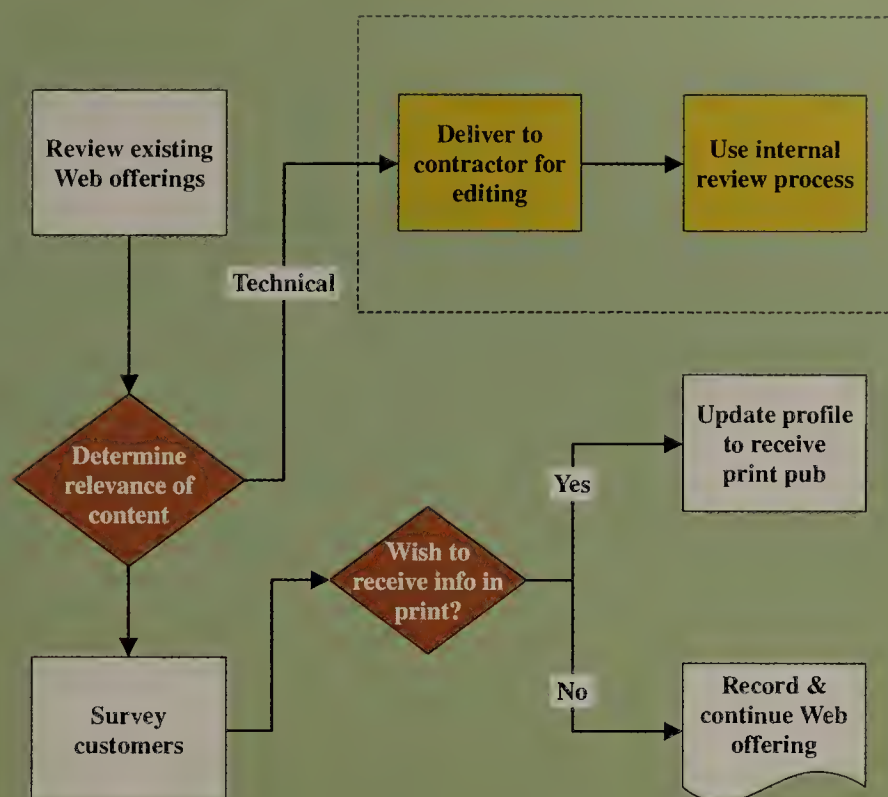 Review existing
Web offerings
Deliver to
contractor for
editing
Use internal
review process
Technical
Determine
relevance of
content
Update profile
to receive
print pub
Yes
Wish to
receive info in
print?
Survey
customers
No
Record &
continue Web
offering